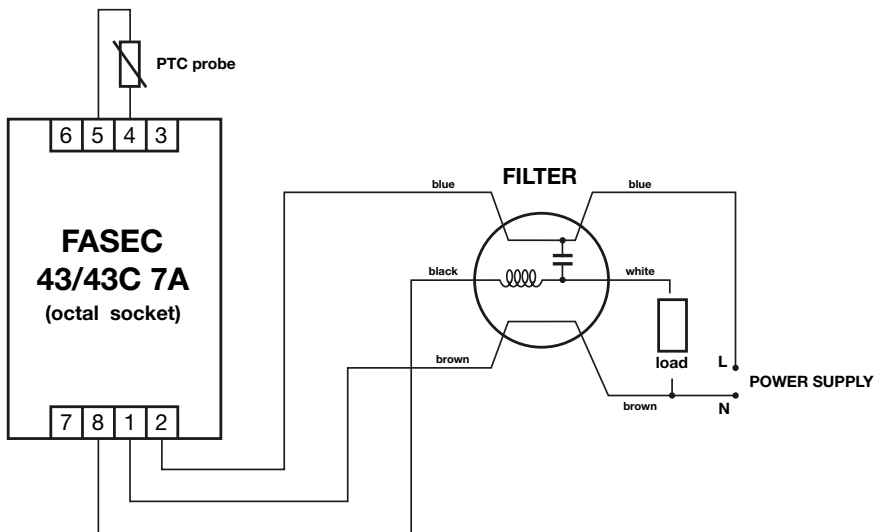 PTC probe
6 5 4 3
FASEC
43/43C 7A
(octal socket)
7 8 1 2
FILTER
blue
blue
black
white
brown
brown
load
L
N
POWER SUPPLY